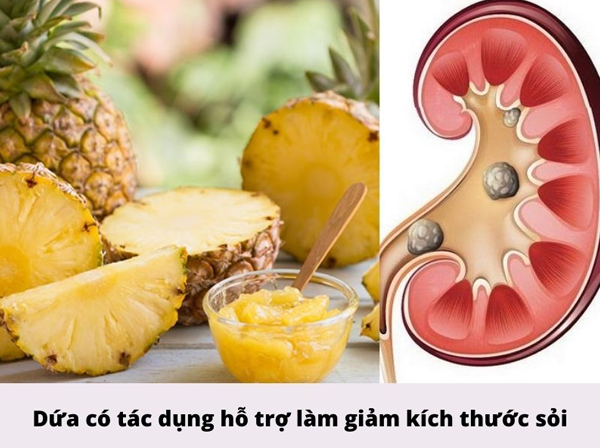 Dứa có tác dụng hỗ trợ làm giảm kích thước sỏi